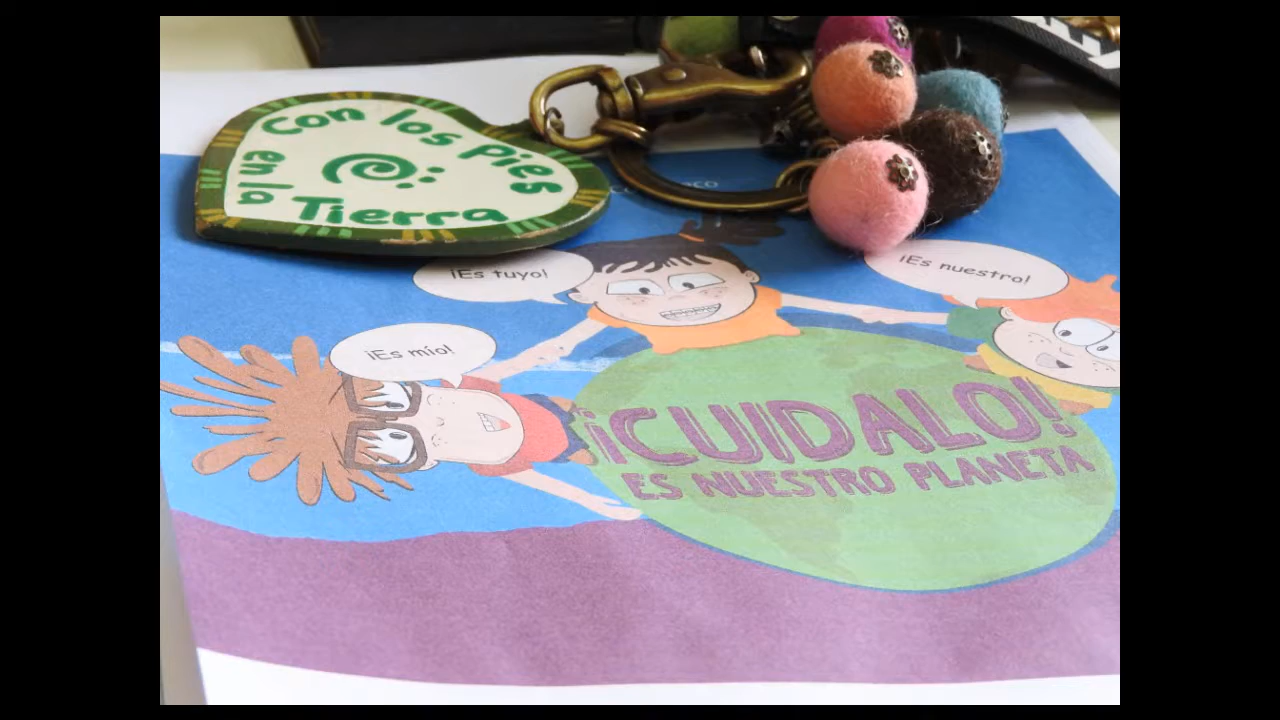 Con los Pies
en la
Tierra
¡Es tuyo!
¡Es nuestro!
¡Es mío!
¡CUIDALO!
ES NUESTRO PLANETA